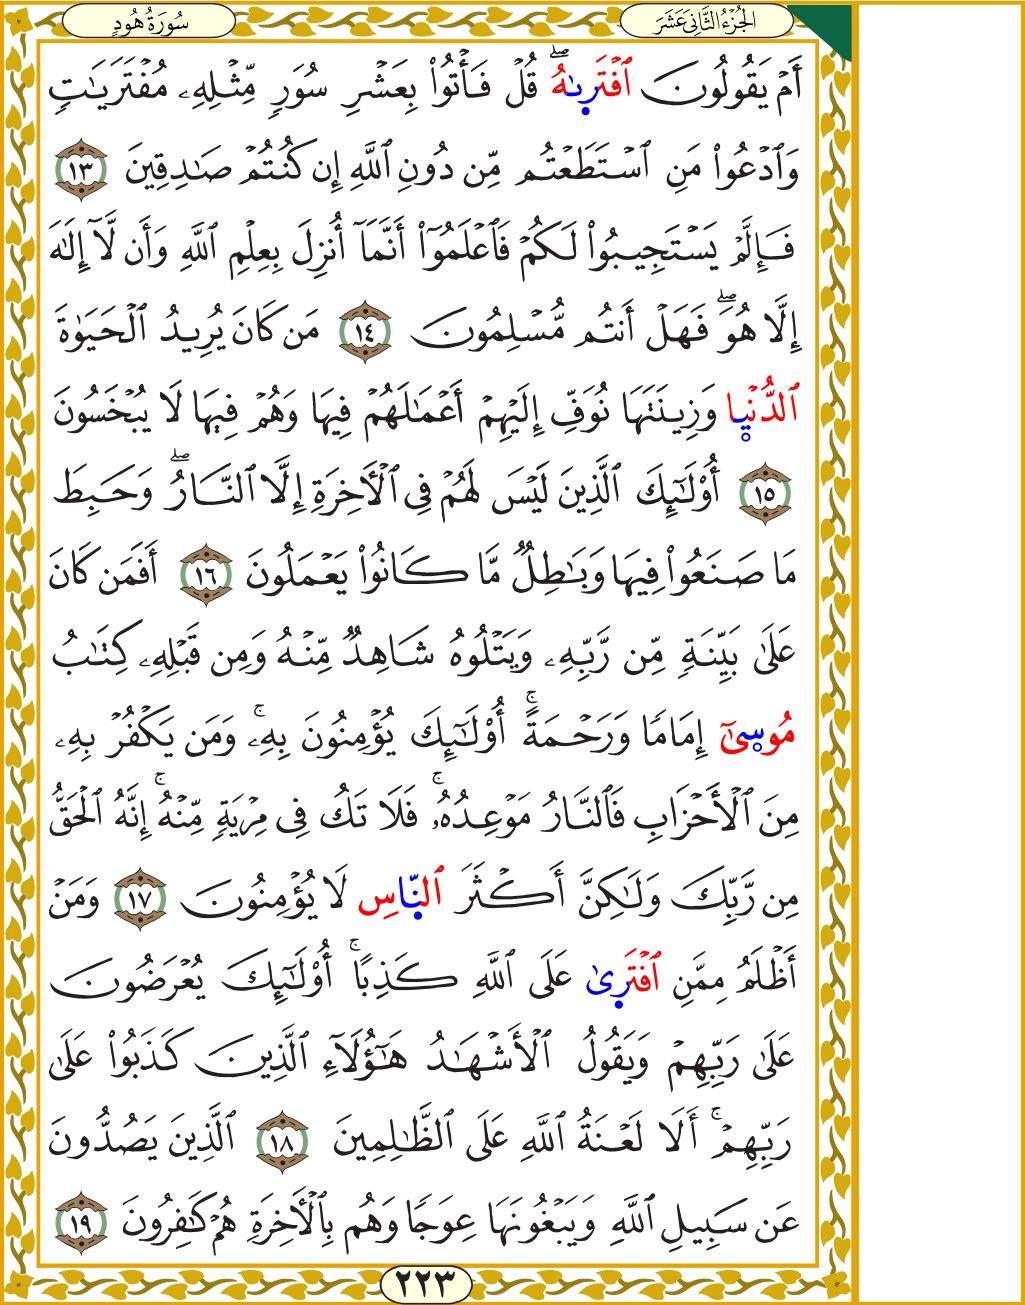 سُورَةُ هُودٍ
الْجُزْءُ الثَّانِيَ عَشَرَ
أَمْ يَقُولُونَ ٱفْتَرَىٰهُۖ قُلْ فَأْتُوا۟ بِعَشْرِ سُوَرٍ مِّثْلِهِۦ مُفْتَرَيَٰتٍ
وَٱدْعُوا۟ مَنِ ٱسْتَطَعْتُم مِّن دُونِ ٱللَّهِ إِن كُنتُمْ صَٰدِقِينَ ١٣
فَإِلَّمْ يَسْتَجِيبُوا۟ لَكُمْ فَٱعْلَمُوٓا۟ أَنَّمَآ أُنزِلَ بِعِلْمِ ٱللَّهِ وَأَن لَّآ إِلَٰهَ
إِلَّا هُوَۖ فَهَلْ أَنتُم مُّسْلِمُونَ ١٤ مَن كَانَ يُرِيدُ ٱلْحَيَوٰةَ
ٱلدُّنْيَا وَزِينَتَهَا نُوَفِّ إِلَيْهِمْ أَعْمَٰلَهُمْ فِيهَا وَهُمْ فِيهَا لَا يُبْخَسُونَ
١٥ أُو۟لَٰٓئِكَ ٱلَّذِينَ لَيْسَ لَهُمْ فِى ٱلْأَخِرَةِ إِلَّا ٱلنَّارُۖ وَحَبِطَ
مَا صَنَعُوا۟ فِيهَا وَبَٰطِلٌ مَّا كَانُوا۟ يَعْمَلُونَ ١٦ أَفَمَن كَانَ
عَلَىٰ بَيِّنَةٍ مِّن رَّبِّهِۦ وَيَتْلُوهُ شَاهِدٌ مِّنْهُ وَمِن قَبْلِهِۦ كِتَٰبُ
مُوسَىٰٓ إِمَامًا وَرَحْمَةًۚ أُو۟لَٰٓئِكَ يُؤْمِنُونَ بِهِۦۚ وَمَن يَكْفُرْ بِهِۦ
مِنَ ٱلْأَحْزَابِ فَٱلنَّارُ مَوْعِدُهُۥۚ فَلَا تَكُ فِى مِرْيَةٍ مِّنْهُۚ إِنَّهُ ٱلْحَقُّ
مِن رَّبِّكَ وَلَٰكِنَّ أَكْثَرَ ٱلنَّاسِ لَا يُؤْمِنُونَ ١٧ وَمَنْ
أَظْلَمُ مِمَّنِ ٱفْتَرَىٰ عَلَى ٱللَّهِ كَذِبًاۚ أُو۟لَٰٓئِكَ يُعْرَضُونَ
عَلَىٰ رَبِّهِمْ وَيَقُولُ ٱلْأَشْهَٰدُ هَٰٓؤُلَآءِ ٱلَّذِينَ كَذَبُوا۟ عَلَىٰ
رَبِّهِمْۚ أَلَا لَعْنَةُ ٱللَّهِ عَلَى ٱلظَّٰلِمِينَ ١٨ ٱلَّذِينَ يَصُدُّونَ
عَن سَبِيلِ ٱللَّهِ وَيَبْغُونَهَا عِوَجًا وَهُم بِٱلْأَخِرَةِ هُمْ كَٰفِرُونَ ١٩
٢٢٣